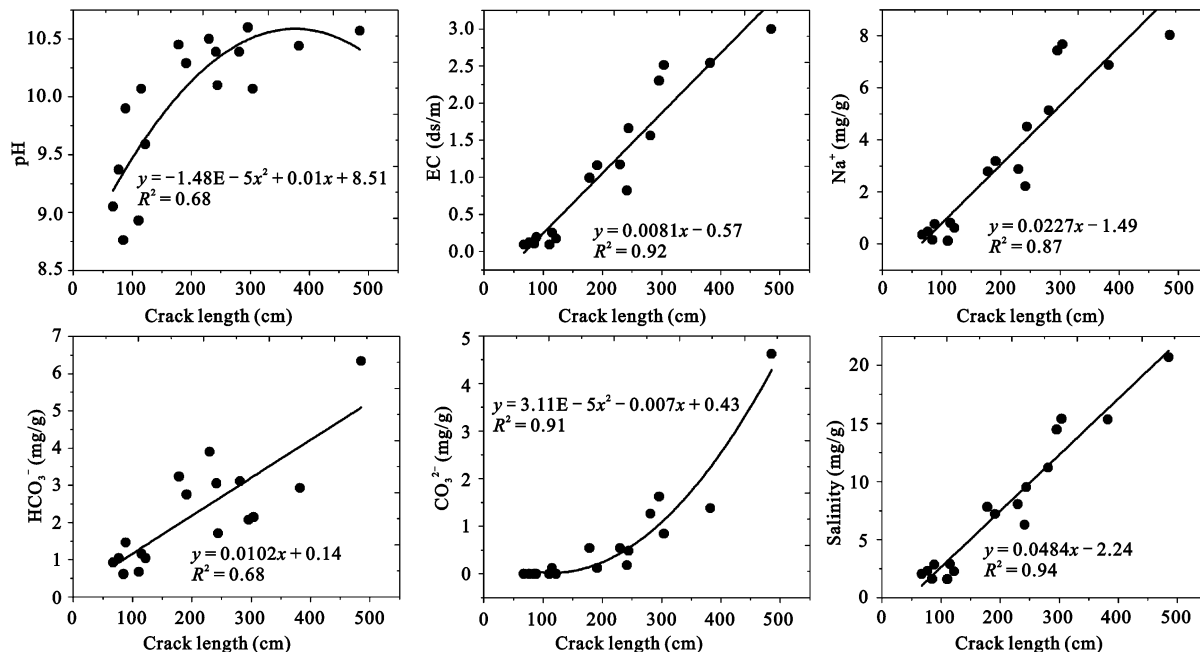 10.5
10.0
9.5
9.0
8.5
pH
y = −1.48E − 5x² + 0.01x + 8.51
R² = 0.68
0 100 200 300 400 500
Crack length (cm)
3.0
2.5
2.0
1.5
1.0
0.5
0.0
EC (ds/m)
y = 0.0081x − 0.57
R² = 0.92
0 100 200 300 400 500
Crack length (cm)
8
6
4
2
0
Na⁺ (mg/g)
y = 0.0227x − 1.49
R² = 0.87
0 100 200 300 400 500
Crack length (cm)
7
6
5
4
3
2
1
0
HCO₃⁻ (mg/g)
y = 0.0102x + 0.14
R² = 0.68
0 100 200 300 400 500
Crack length (cm)
5
4
3
2
1
0
CO₃²⁻ (mg/g)
y = 3.11E − 5x² − 0.007x + 0.43
R² = 0.91
0 100 200 300 400 500
Crack length (cm)
20
15
10
5
0
Salinity (mg/g)
y = 0.0484x − 2.24
R² = 0.94
0 100 200 300 400 500
Crack length (cm)